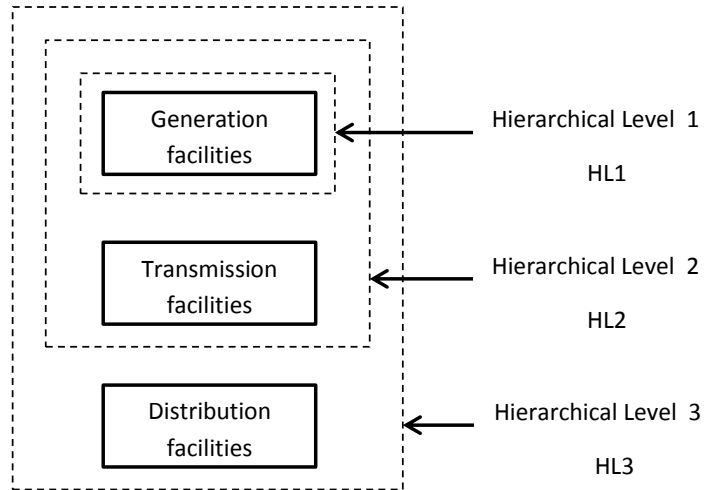 Generation
facilities
Hierarchical Level 1
HL1
Transmission
facilities
Hierarchical Level 2
HL2
Distribution
facilities
Hierarchical Level 3
HL3